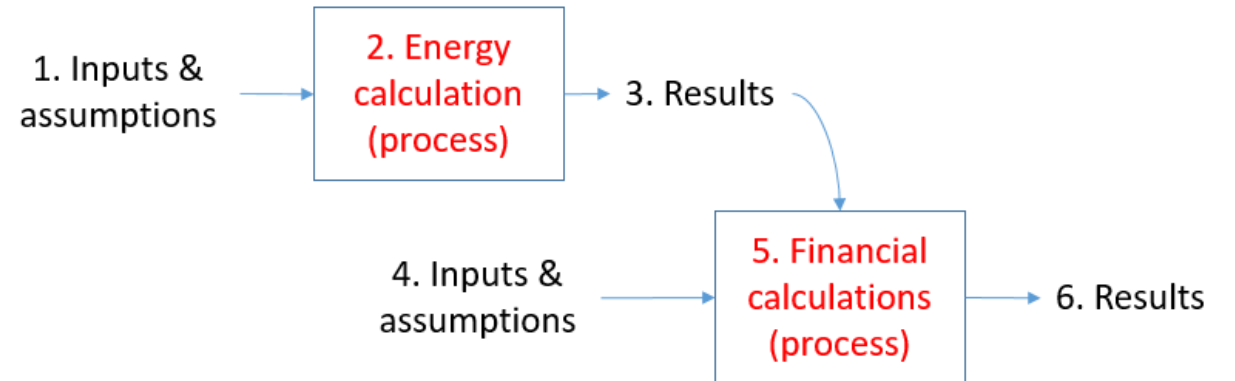 1. Inputs &
assumptions
2. Energy
calculation
(process)
3. Results
4. Inputs &
assumptions
5. Financial
calculations
(process)
6. Results